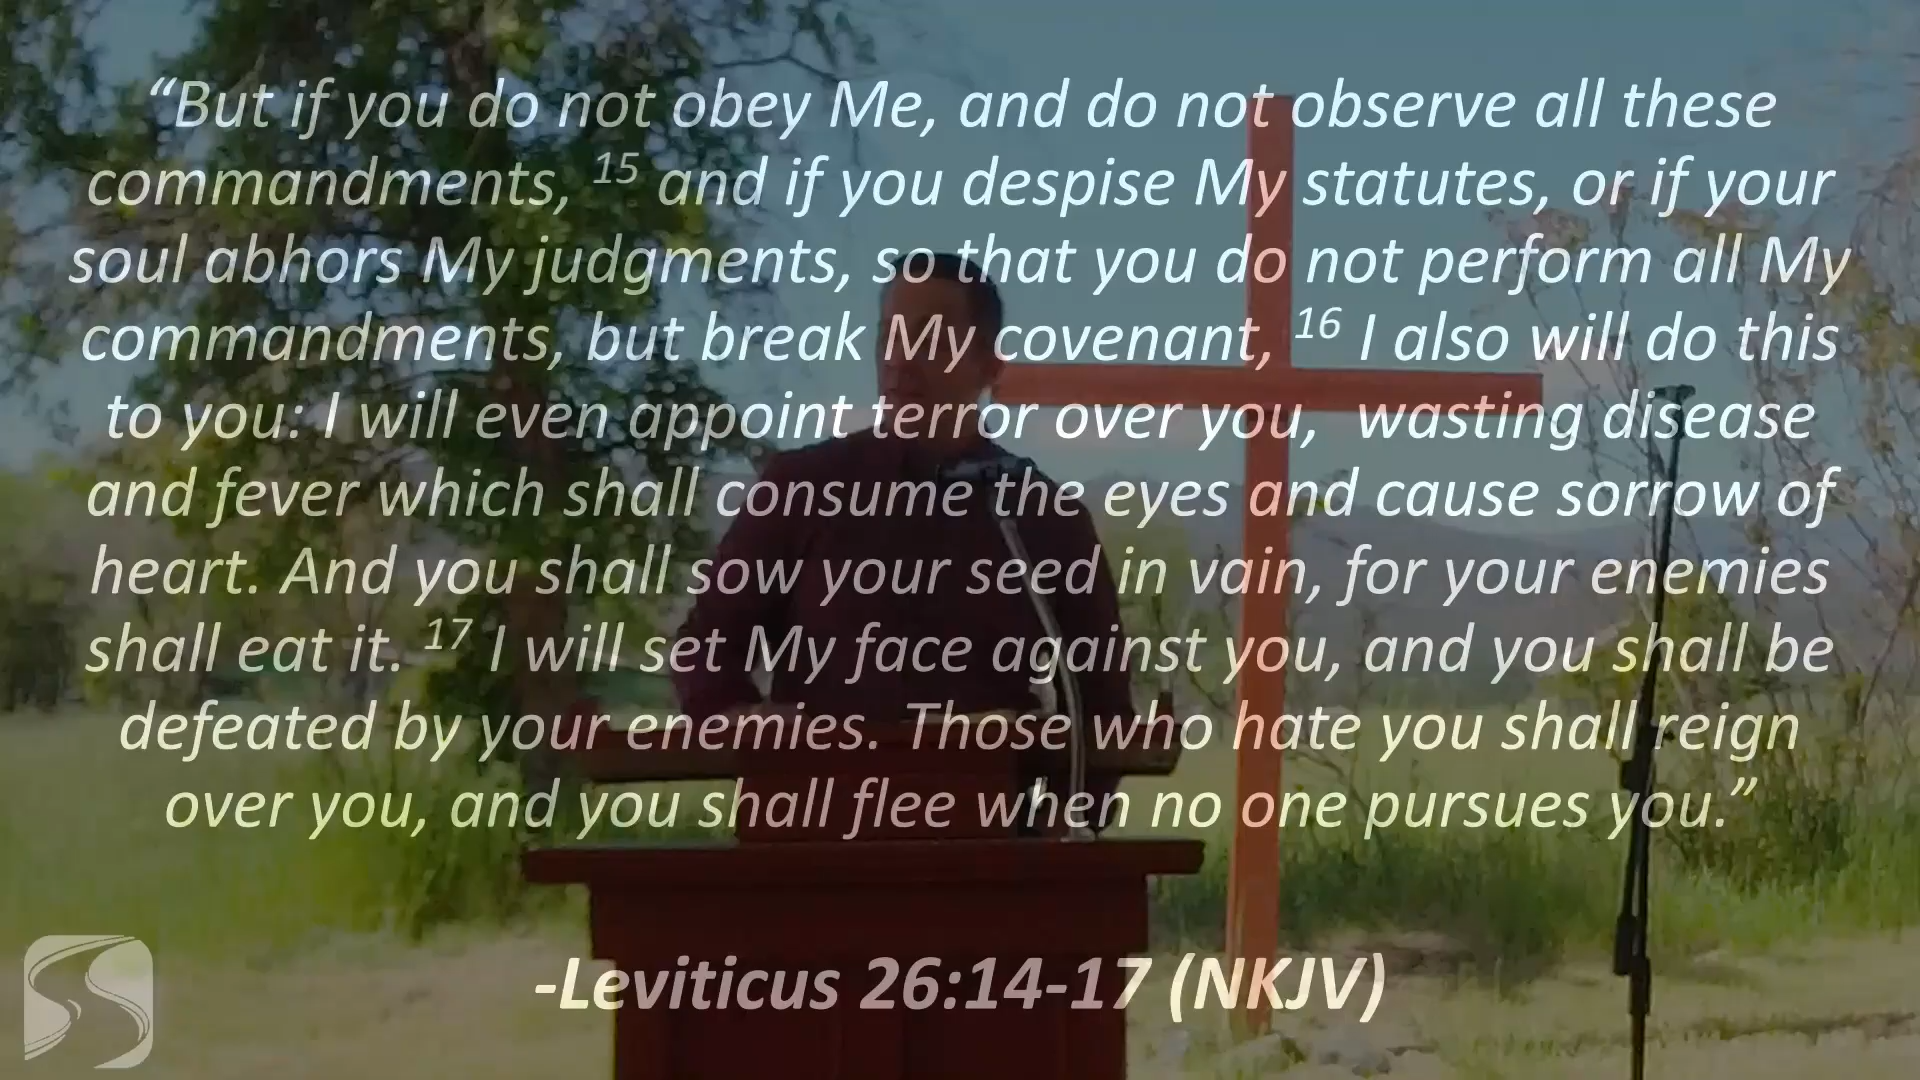 “But if you do not obey Me, and do not observe all these
commandments, 15 and if you despise My statutes, or if your
soul abhors My judgments, so that you do not perform all My
commandments, but break My covenant, 16 I also will do this
to you: I will even appoint terror over you, wasting disease
and fever which shall consume the eyes and cause sorrow of
heart. And you shall sow your seed in vain, for your enemies
shall eat it. 17 I will set My face against you, and you shall be
defeated by your enemies. Those who hate you shall reign
over you, and you shall flee when no one pursues you.”
-Leviticus 26:14-17 (NKJV)